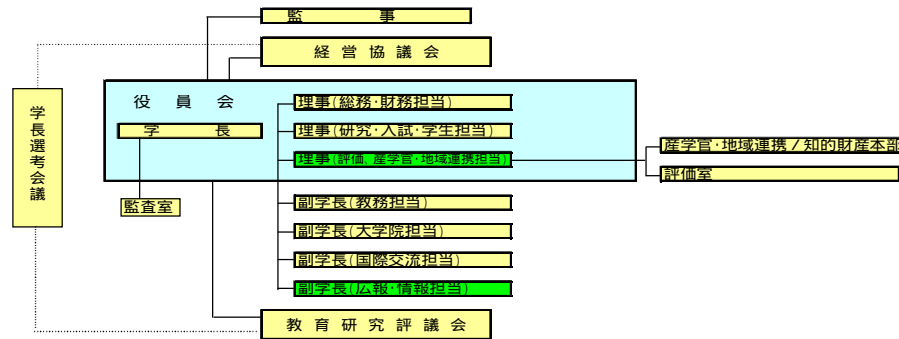 監事
経営協議会
学長選考会議
役員会
学長
監査室
理事(総務・財務担当)
理事(研究・入試・学生担当)
理事(評価、産学官・地域連携担当)
産学官・地域連携/知的財産本部
評価室
副学長(教務担当)
副学長(大学院担当)
副学長(国際交流担当)
副学長(広報・情報担当)
教育研究評議会